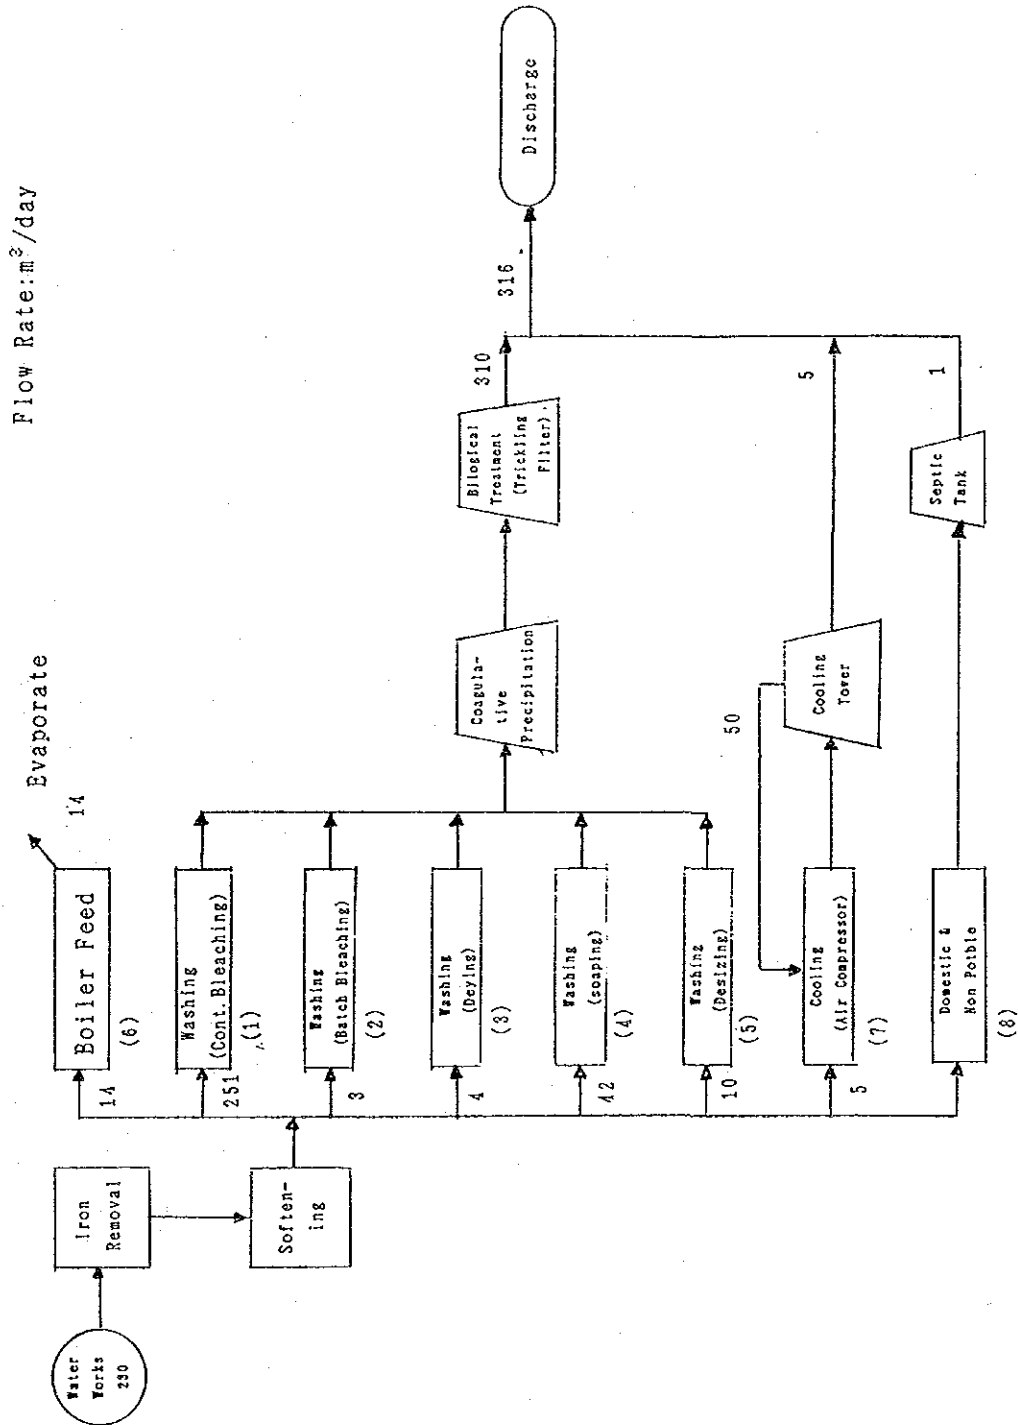 Flow Rate:m³/day
Water
Works
290
Iron
Removal
Soften-
ing
14
Boiler Feed
(6)
Evaporate
14
251
Washing
(Cont.Bleaching)
(1)
3
Washing
(Batch Bleaching)
(2)
4
Washing
(Deying)
(3)
42
Washing
(soaping)
(4)
10
Washing
(Desizing)
(5)
5
Cooling
(Air Compressor)
(7)
Domestic &
Non Potble
(8)
Coagula-
tive
Precipitation
Bilogical
Treatment
(Trickling
Filter)
310
50
Cooling
Tower
5
Septic
Tank
1
316
Discharge